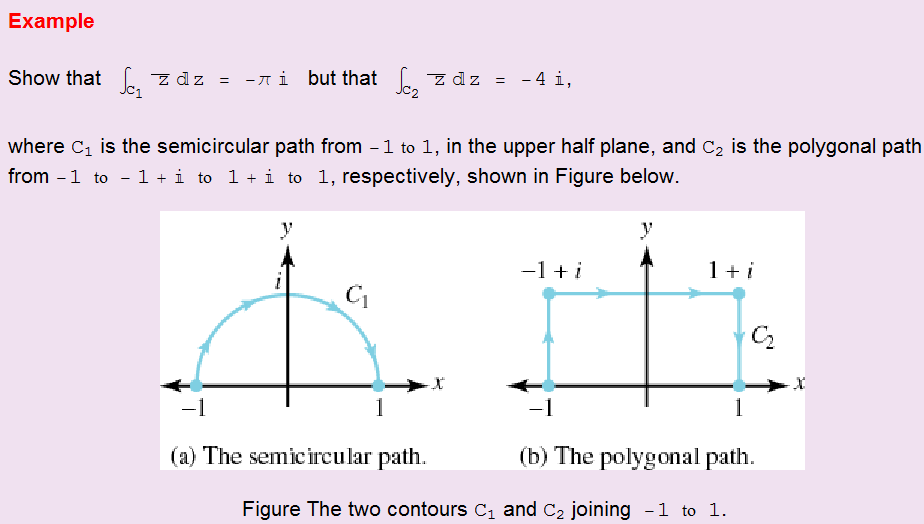 Example
Show that ∫C₁ z̅ dz = -π i but that ∫C₂ z̅ dz = -4 i,
where C₁ is the semicircular path from -1 to 1, in the upper half plane, and C₂ is the polygonal path
from -1 to -1 + i to 1 + i to 1, respectively, shown in Figure below.
y
i
C₁
x
−1
1
(a) The semicircular path.
y
−1 + i
1 + i
C₂
x
−1
1
(b) The polygonal path.
Figure The two contours C₁ and C₂ joining -1 to 1.